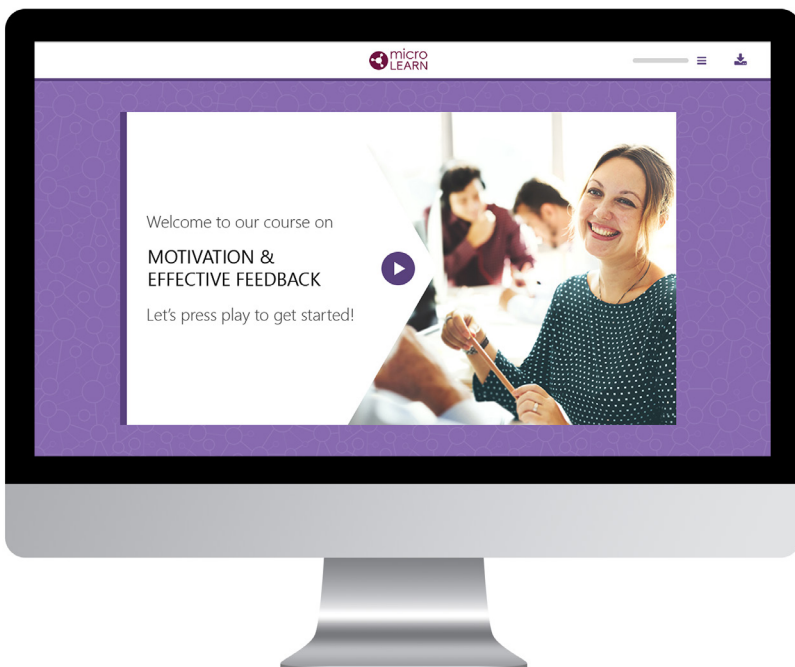 micro
LEARN
Welcome to our course on
MOTIVATION &
EFFECTIVE FEEDBACK
Let's press play to get started!